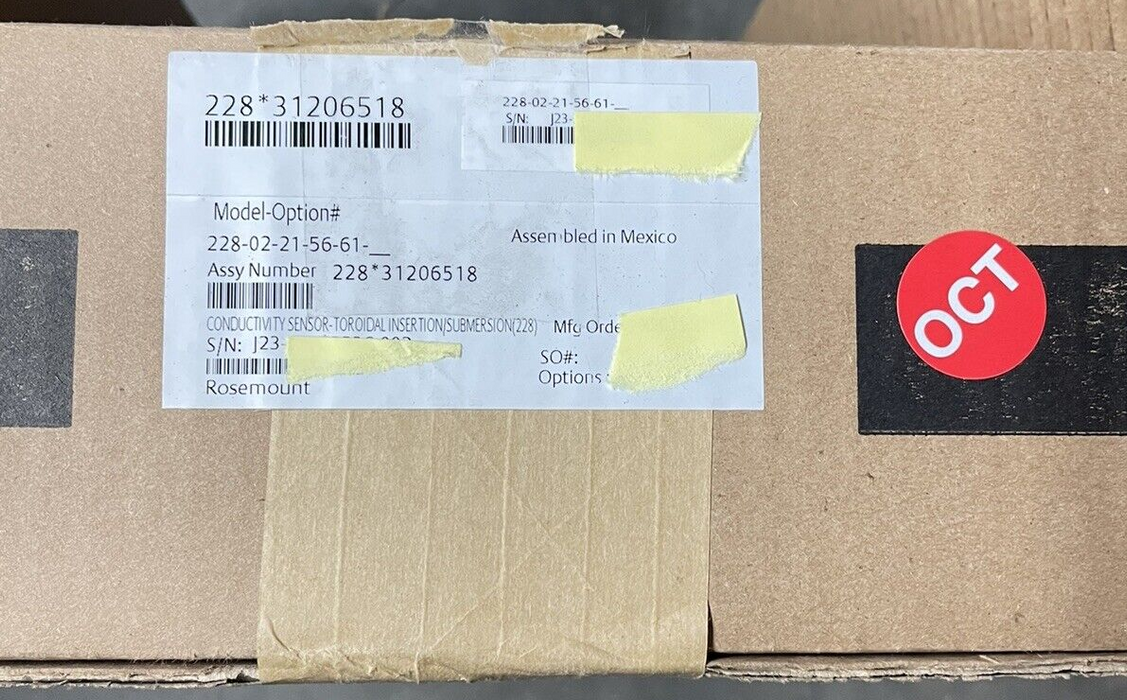 228*31206518
228-02-21-56-61-__
S/N: J23-
Model-Option#
228-02-21-56-61-__
Assembled in Mexico
Assy Number 228*31206518
CONDUCTIVITY SENSOR-TOROIDAL INSERTION/SUBMERSION(228)
Mfg Orde
S/N: J23-
SO#:
Options :
Rosemount
OCT